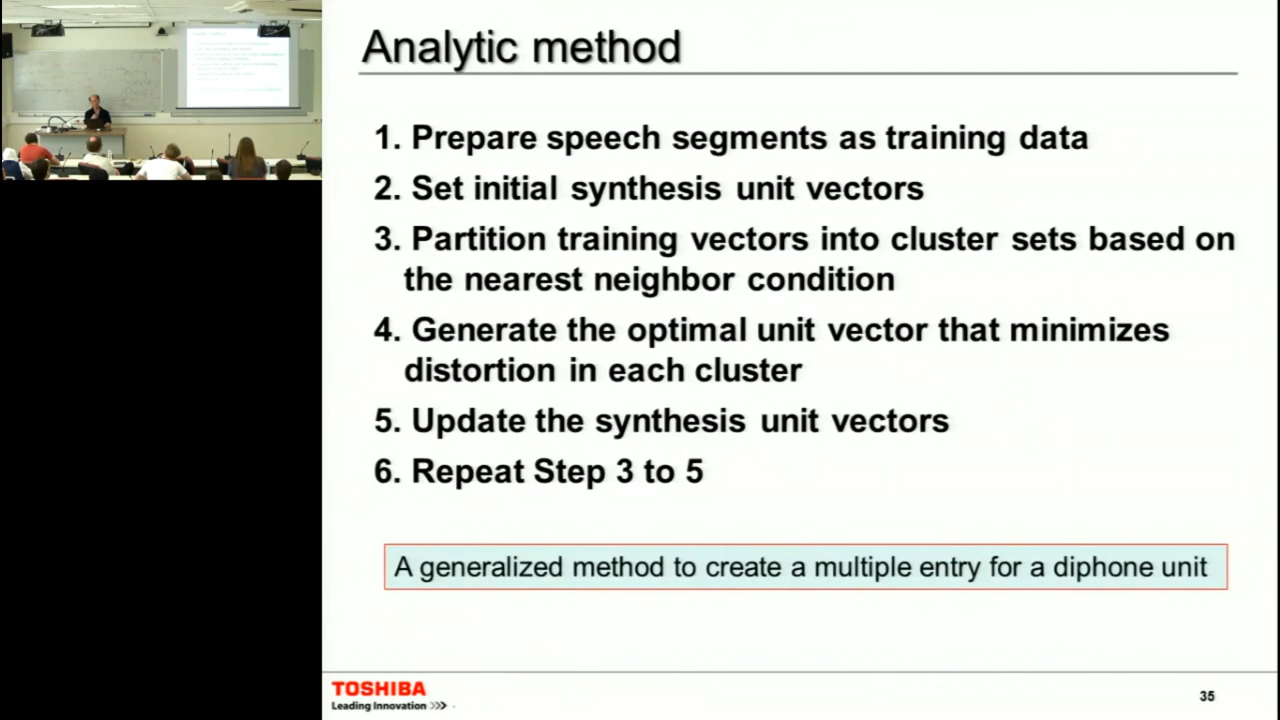 Analytic method
1. Prepare speech segments as training data
2. Set initial synthesis unit vectors
3. Partition training vectors into cluster sets based on
the nearest neighbor condition
4. Generate the optimal unit vector that minimizes
distortion in each cluster
5. Update the synthesis unit vectors
6. Repeat Step 3 to 5
A generalized method to create a multiple entry for a diphone unit
TOSHIBA
Leading Innovation >>>
35